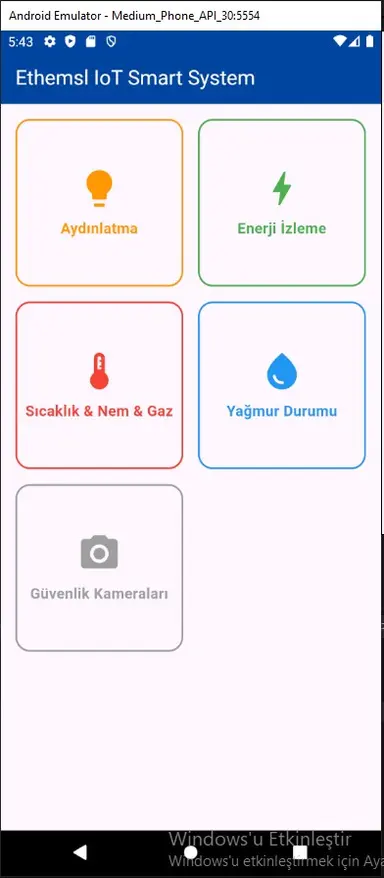 Android Emulator - Medium_Phone_API_30:5554
5:43
Ethemsl IoT Smart System
Aydınlatma
Enerji İzleme
Sıcaklık & Nem & Gaz
Yağmur Durumu
Güvenlik Kameraları
Windows'u Etkinleştir
Windows'u etkinleştirmek için Aya